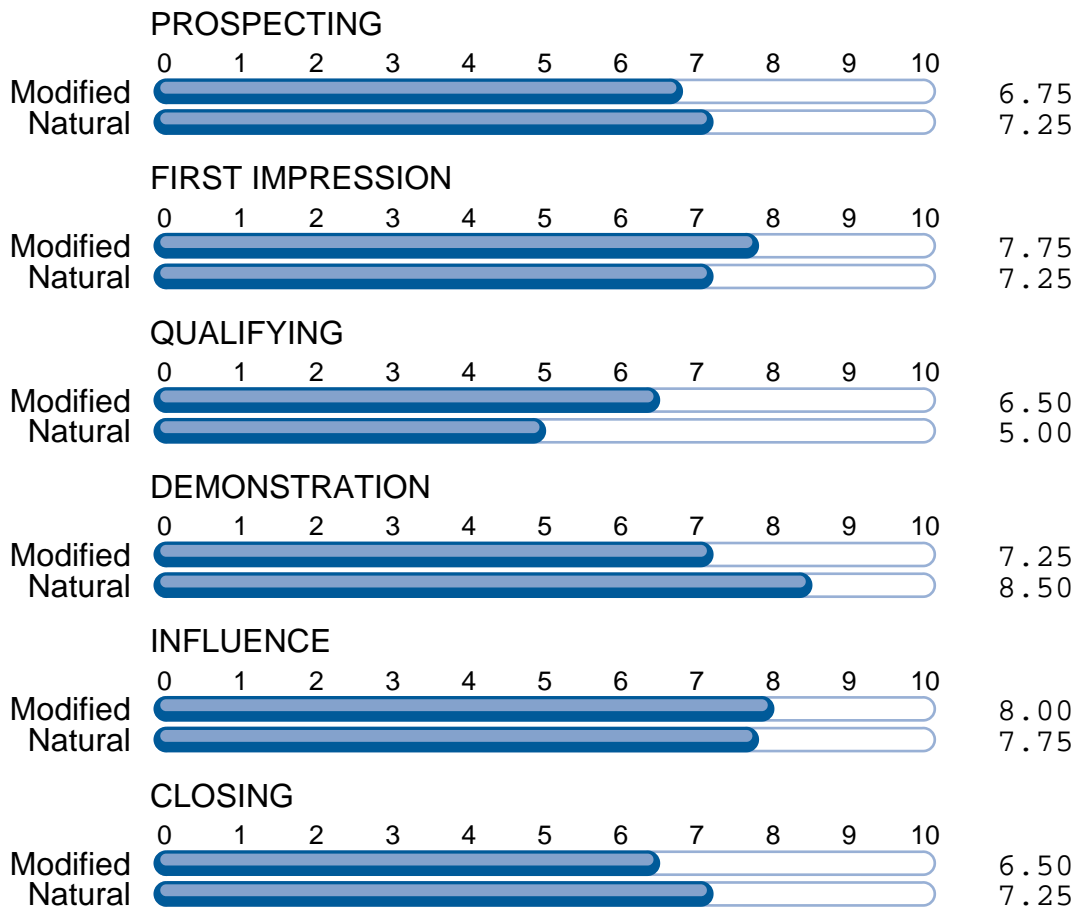 PROSPECTING
0 1 2 3 4 5 6 7 8 9 10
Modified 6.75
Natural 7.25
FIRST IMPRESSION
0 1 2 3 4 5 6 7 8 9 10
Modified 7.75
Natural 7.25
QUALIFYING
0 1 2 3 4 5 6 7 8 9 10
Modified 6.50
Natural 5.00
DEMONSTRATION
0 1 2 3 4 5 6 7 8 9 10
Modified 7.25
Natural 8.50
INFLUENCE
0 1 2 3 4 5 6 7 8 9 10
Modified 8.00
Natural 7.75
CLOSING
0 1 2 3 4 5 6 7 8 9 10
Modified 6.50
Natural 7.25